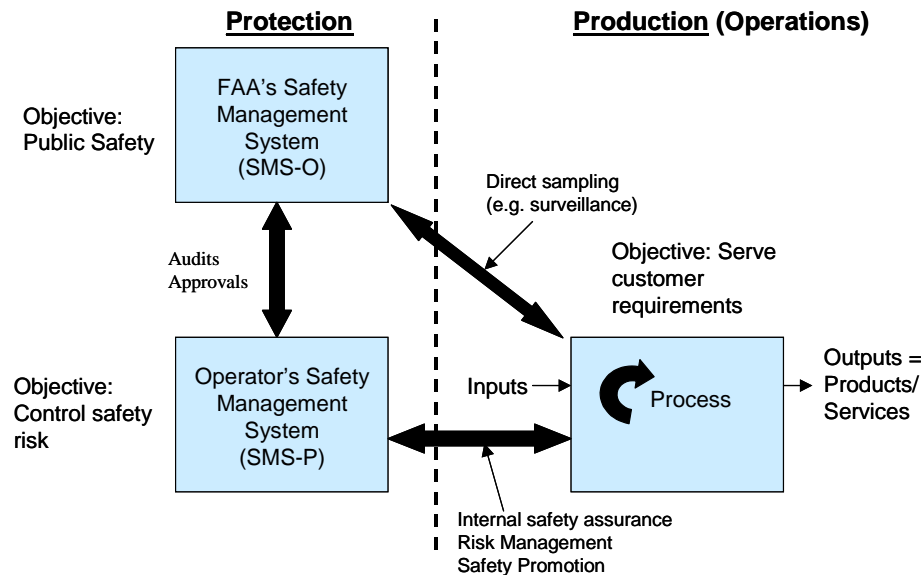 Protection
Production (Operations)
FAA's Safety
Management
System
(SMS-O)
Objective:
Public Safety
Direct sampling
(e.g. surveillance)
Audits
Approvals
Objective: Serve
customer
requirements
Objective:
Control safety
risk
Operator's Safety
Management
System
(SMS-P)
Inputs
Process
Outputs =
Products/
Services
Internal safety assurance
Risk Management
Safety Promotion